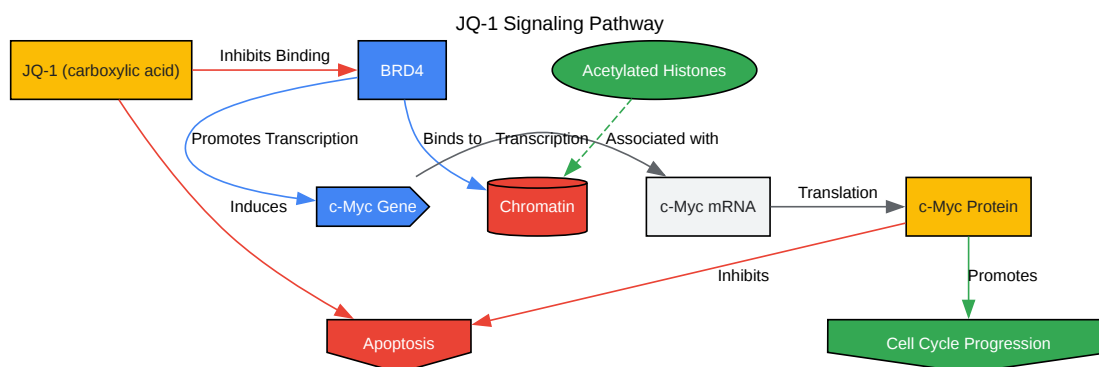 JQ-1 Signaling Pathway
JQ-1 (carboxylic acid)
Inhibits Binding
BRD4
Acetylated Histones
Promotes Transcription
Binds to
Transcription
Associated with
Induces
c-Myc Gene
Chromatin
c-Myc mRNA
Translation
c-Myc Protein
Inhibits
Promotes
Apoptosis
Cell Cycle Progression